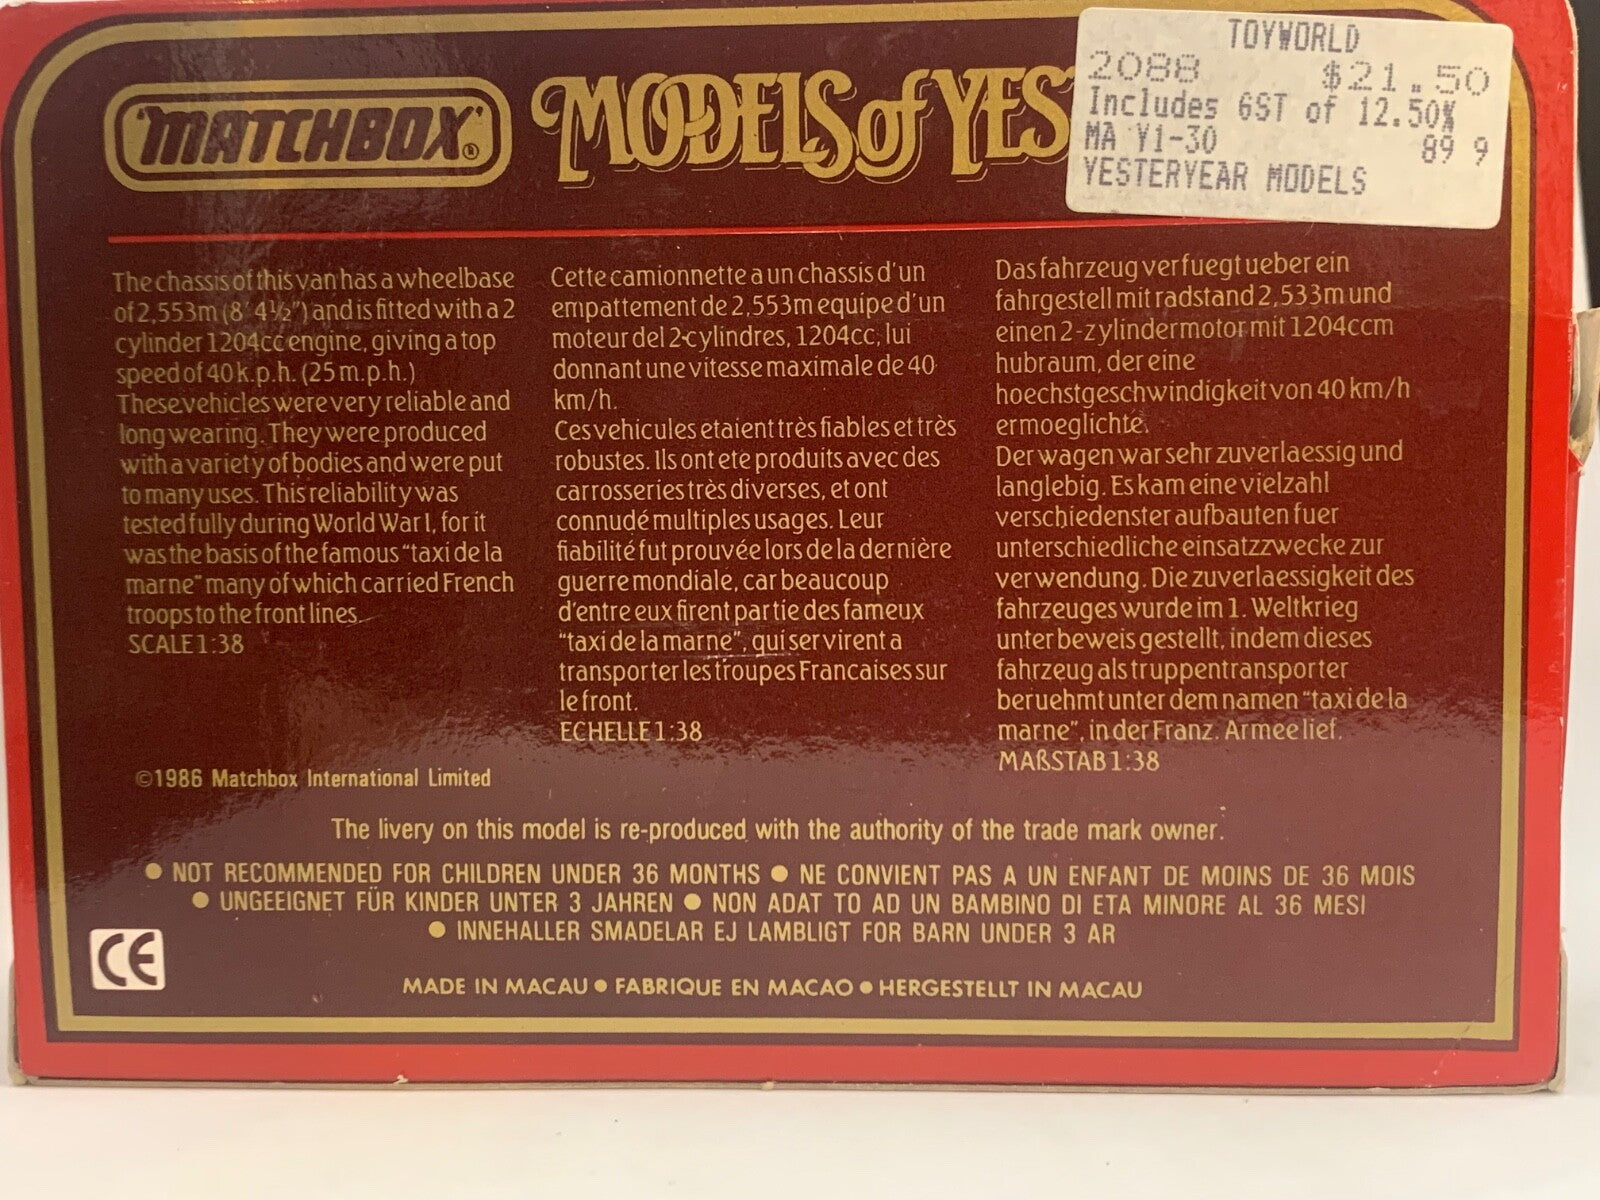 TOYWORLD
2088 $21.50
Includes GST of 12.50%
MA Y1-30 89 9
YESTERYEAR MODELS
"MATCHBOX"® MODELS of YES
The chassis of this van has a wheelbase
of 2,553m (8' 4½") and is fitted with a 2
cylinder 1204cc engine, giving a top
speed of 40 k.p.h. (25 m.p.h.)
These vehicles were very reliable and
long wearing. They were produced
with a variety of bodies and were put
to many uses. This reliability was
tested fully during World War I, for it
was the basis of the famous "taxi de la
marne" many of which carried French
troops to the front lines.
SCALE 1:38
Cette camionnette a un chassis d'un
empattement de 2,553m equipe d'un
moteur del 2-cylindres, 1204cc, lui
donnant une vitesse maximale de 40
km/h.
Ces vehicules etaient très fiables et très
robustes. Ils ont ete produits avec des
carrosseries très diverses, et ont
connudé multiples usages. Leur
fiabilité fut prouvée lors de la dernière
guerre mondiale, car beaucoup
d'entre eux firent partie des fameux
"taxi de la marne", qui servirent a
transporter les troupes Francaises sur
le front.
ECHELLE 1:38
Das fahrzeug verfuegt ueber ein
fahrgestell mit radstand 2,533m und
einen 2-zylindermotor mit 1204ccm
hubraum, der eine
hoechstgeschwindigkeit von 40 km/h
ermoeglichte.
Der wagen war sehr zuverlaessig und
langlebig. Es kam eine vielzahl
verschiedenster aufbauten fuer
unterschiedliche einsatzzwecke zur
verwendung. Die zuverlaessigkeit des
fahrzeuges wurde im 1. Weltkrieg
unter beweis gestellt, indem dieses
fahrzeug als truppentransporter
beruehmt unter dem namen "taxi de la
marne", in der Franz. Armee lief.
MAßSTAB 1:38
©1986 Matchbox International Limited
The livery on this model is re-produced with the authority of the trade mark owner.
● NOT RECOMMENDED FOR CHILDREN UNDER 36 MONTHS ● NE CONVIENT PAS A UN ENFANT DE MOINS DE 36 MOIS
● UNGEEIGNET FÜR KINDER UNTER 3 JAHREN ● NON ADAT TO AD UN BAMBINO DI ETA MINORE AL 36 MESI
● INNEHALLER SMADELAR EJ LAMBLIGT FOR BARN UNDER 3 AR
CE
MADE IN MACAU ● FABRIQUE EN MACAO ● HERGESTELLT IN MACAU